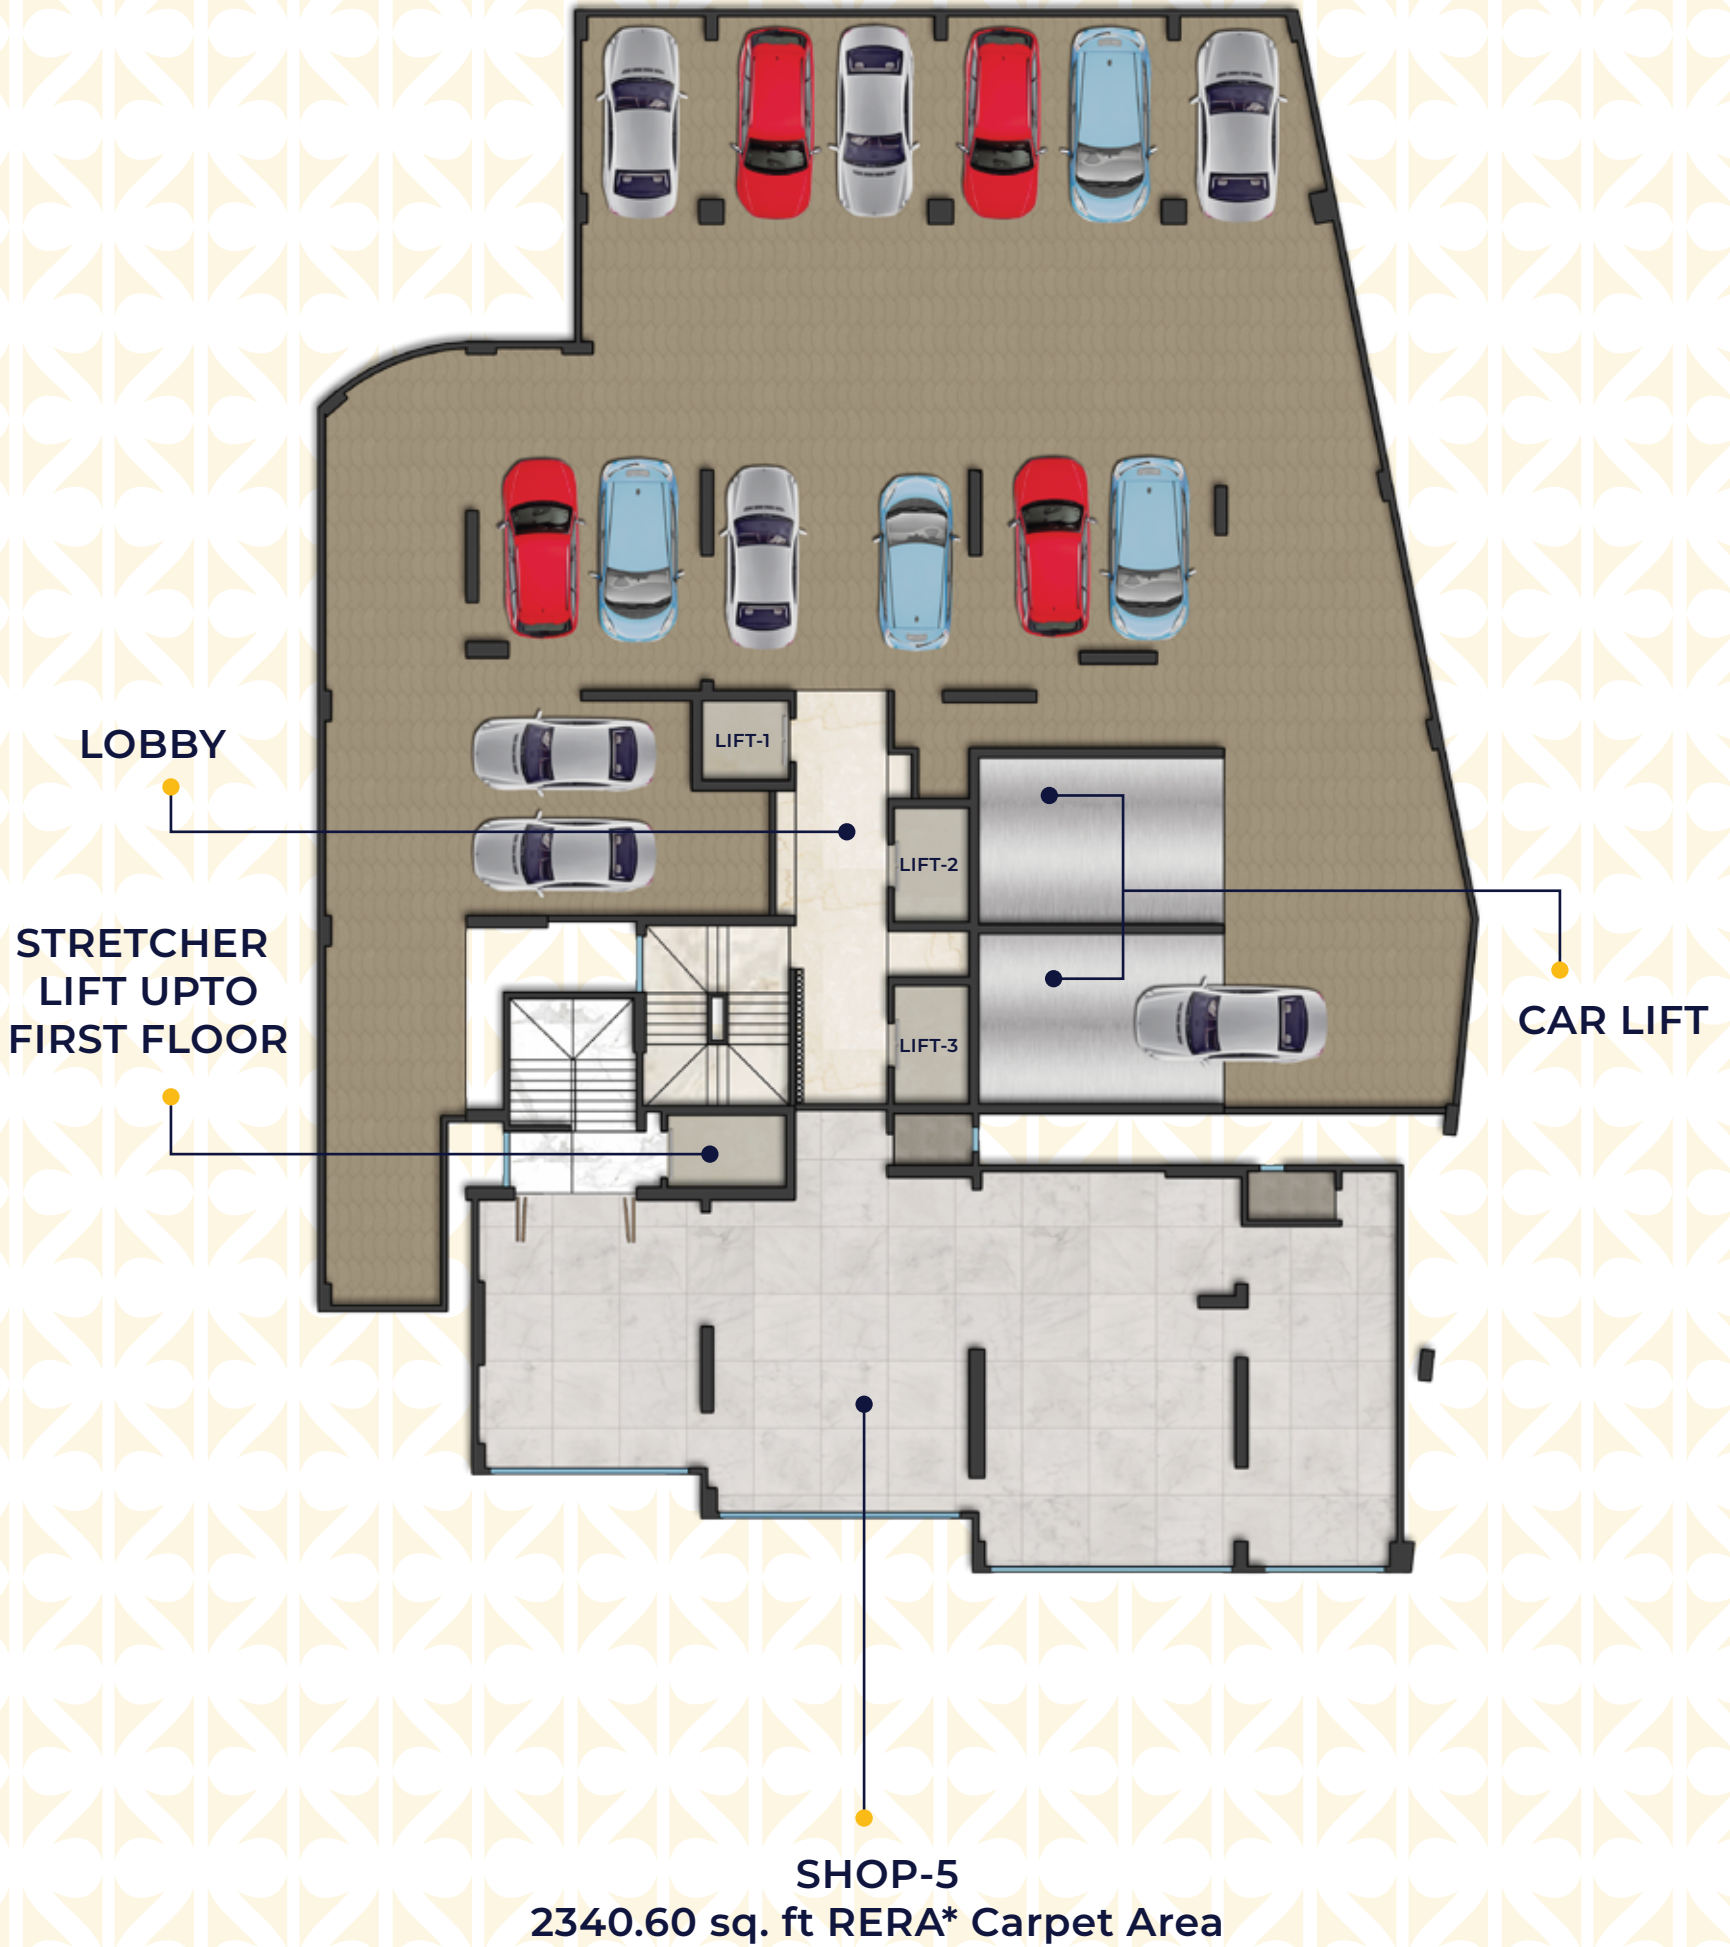 LIFT-1
LOBBY
LIFT-2
STRETCHER
LIFT UPTO
FIRST FLOOR
CAR LIFT
LIFT-3
SHOP-5
2340.60 sq. ft RERA* Carpet Area